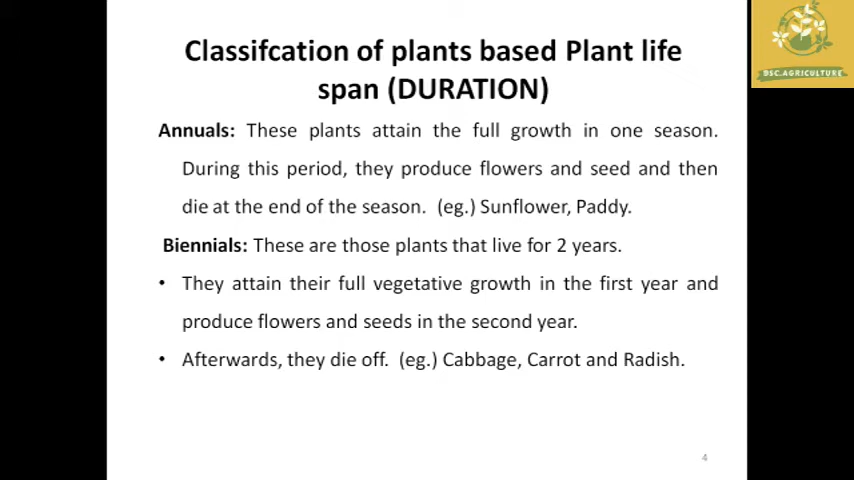 Classifcation of plants based Plant life
span (DURATION)
Annuals: These plants attain the full growth in one season.
During this period, they produce flowers and seed and then
die at the end of the season. (eg.) Sunflower, Paddy.
Biennials: These are those plants that live for 2 years.
• They attain their full vegetative growth in the first year and
produce flowers and seeds in the second year.
• Afterwards, they die off. (eg.) Cabbage, Carrot and Radish.
4
BSC.AGRICULTURE